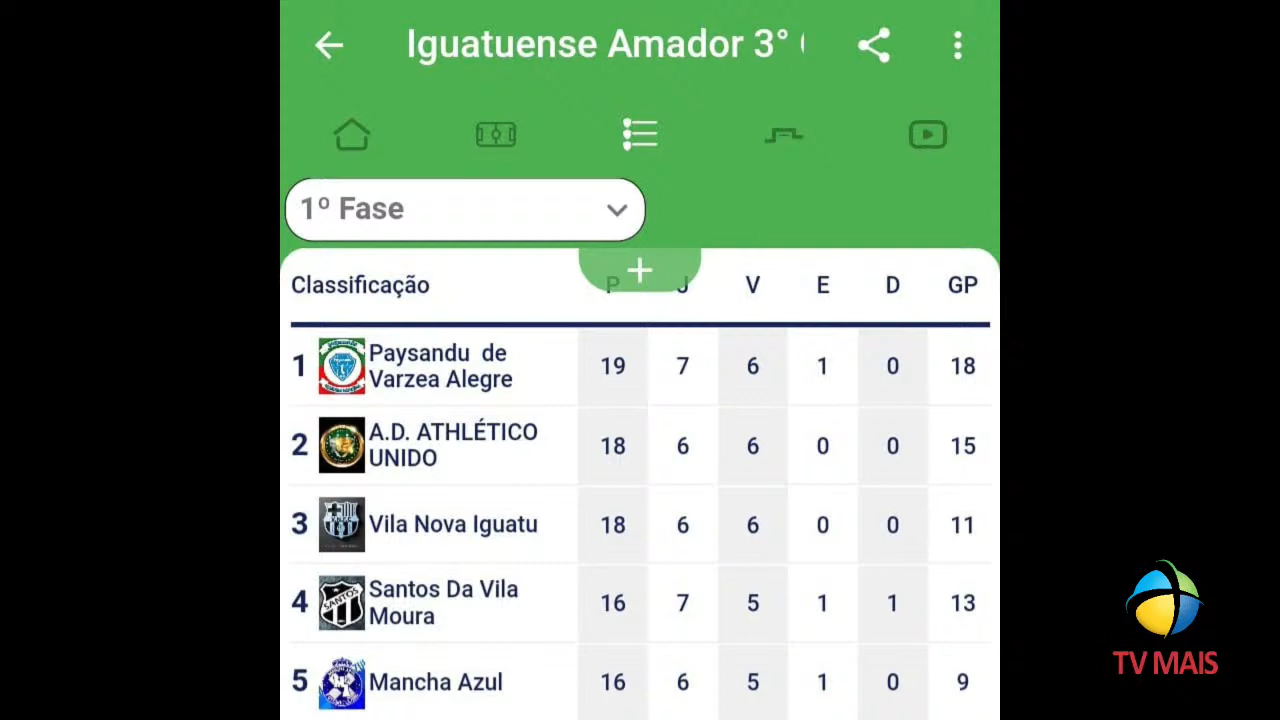 Iguatuense Amador 3°
1º Fase
Classificação P J V E D GP
1 Paysandu de
Varzea Alegre 19 7 6 1 0 18
2 A.D. ATHLÉTICO
UNIDO 18 6 6 0 0 15
3 Vila Nova Iguatu 18 6 6 0 0 11
4 SANTOS Santos Da Vila
Moura 16 7 5 1 1 13
5 Mancha Azul 16 6 5 1 0 9
TV MAIS